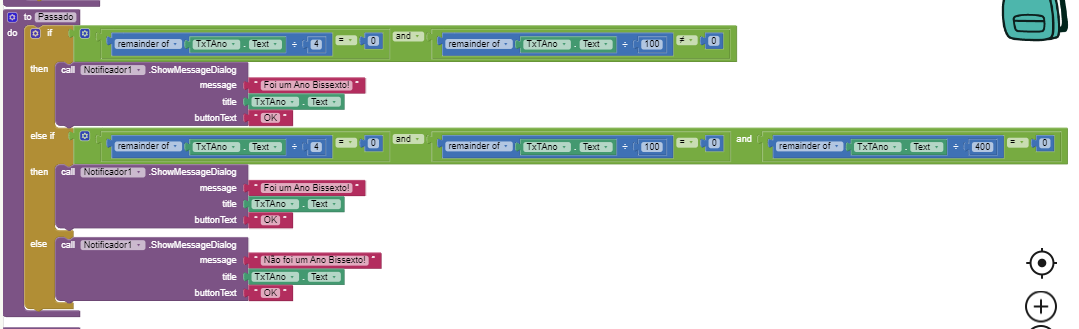 to Passado
do if remainder of TxTAno . Text ÷ 4 = 0 and remainder of TxTAno . Text ÷ 100 ≠ 0
then call Notificador1 .ShowMessageDialog
message " Foi um Ano Bissexto! "
title TxTAno . Text
buttonText " OK "
else if remainder of TxTAno . Text ÷ 4 = 0 and remainder of TxTAno . Text ÷ 100 = 0 and remainder of TxTAno . Text ÷ 400 = 0
then call Notificador1 .ShowMessageDialog
message " Foi um Ano Bissexto! "
title TxTAno . Text
buttonText " OK "
else call Notificador1 .ShowMessageDialog
message " Não foi um Ano Bissexto! "
title TxTAno . Text
buttonText " OK "